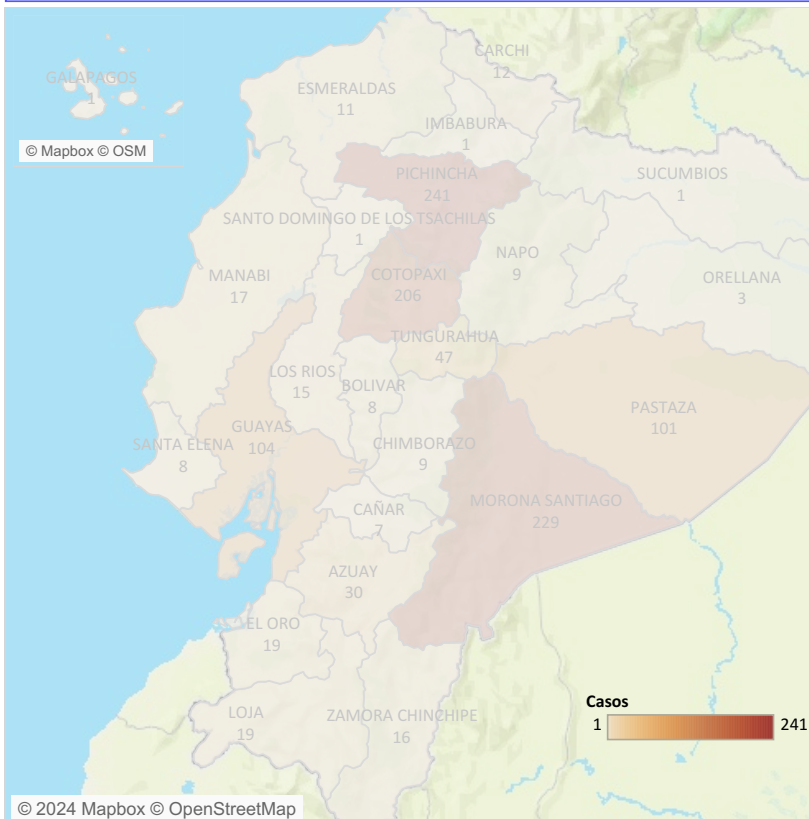 CARCHI
12
GALAPAGOS
1
ESMERALDAS
11
IMBABURA
1
© Mapbox © OSM
PICHINCHA
241
SUCUMBIOS
1
SANTO DOMINGO DE LOS TSACHILAS
1
NAPO
9
MANABI
17
COTOPAXI
206
ORELLANA
3
TUNGURAHUA
47
LOS RIOS
15
BOLIVAR
8
PASTAZA
101
GUAYAS
104
SANTA ELENA
8
CHIMBORAZO
9
MORONA SANTIAGO
229
CAÑAR
7
AZUAY
30
EL ORO
19
LOJA
19
ZAMORA CHINCHIPE
16
Casos
1 241
© 2024 Mapbox © OpenStreetMap